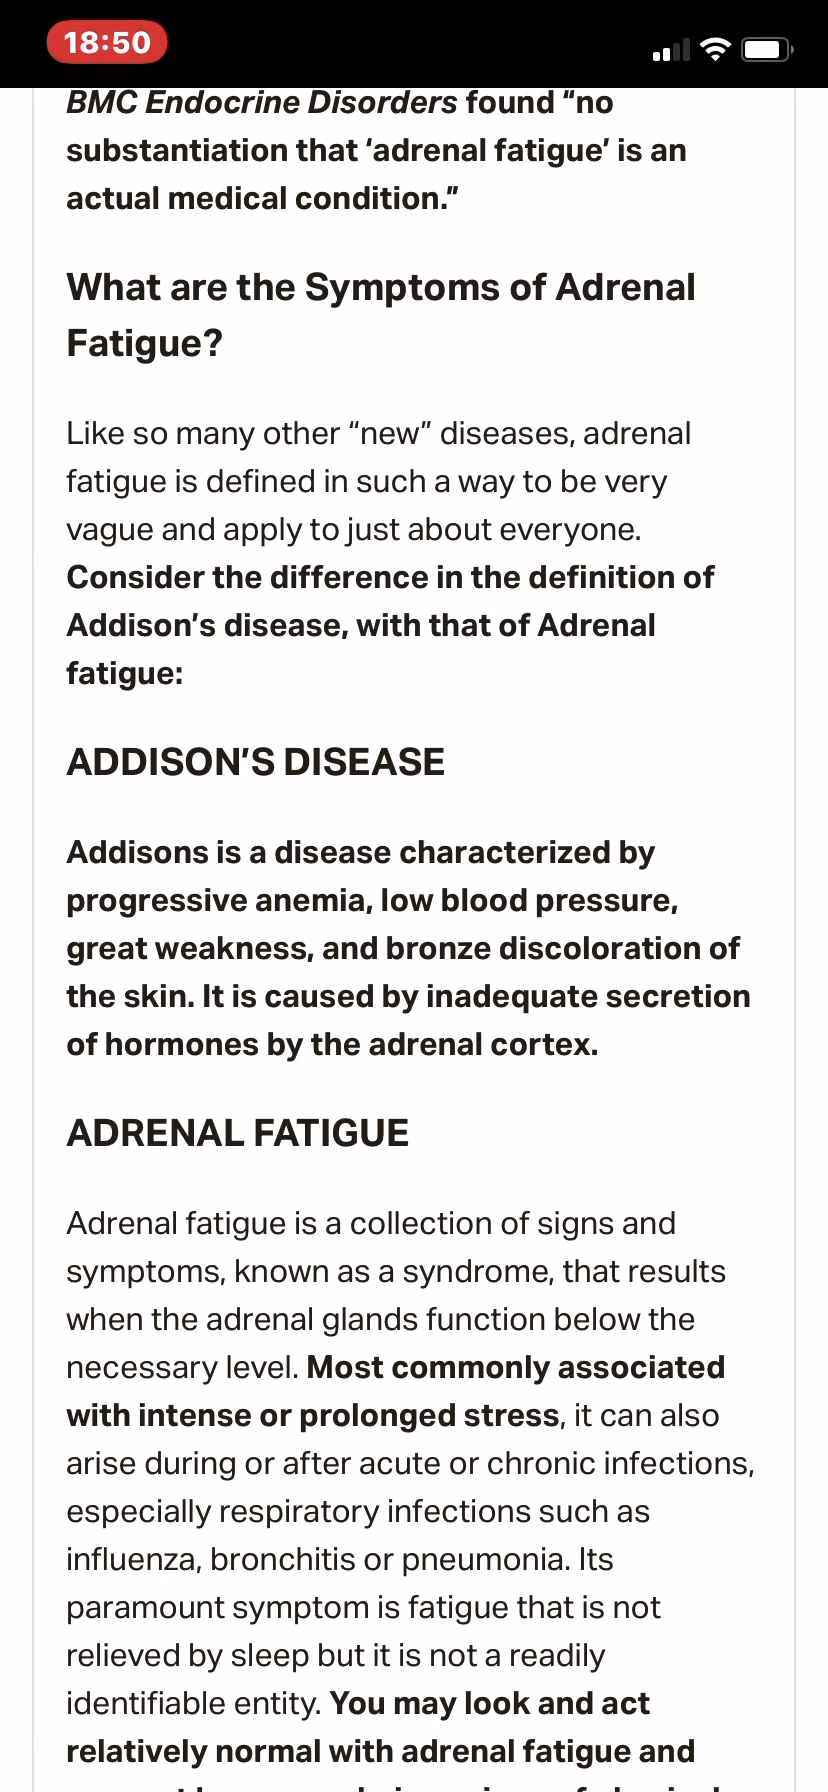 18:50
BMC Endocrine Disorders found “no
substantiation that ‘adrenal fatigue’ is an
actual medical condition.”
What are the Symptoms of Adrenal
Fatigue?
Like so many other “new” diseases, adrenal
fatigue is defined in such a way to be very
vague and apply to just about everyone.
Consider the difference in the definition of
Addison’s disease, with that of Adrenal
fatigue:
ADDISON’S DISEASE
Addisons is a disease characterized by
progressive anemia, low blood pressure,
great weakness, and bronze discoloration of
the skin. It is caused by inadequate secretion
of hormones by the adrenal cortex.
ADRENAL FATIGUE
Adrenal fatigue is a collection of signs and
symptoms, known as a syndrome, that results
when the adrenal glands function below the
necessary level. Most commonly associated
with intense or prolonged stress, it can also
arise during or after acute or chronic infections,
especially respiratory infections such as
influenza, bronchitis or pneumonia. Its
paramount symptom is fatigue that is not
relieved by sleep but it is not a readily
identifiable entity. You may look and act
relatively normal with adrenal fatigue and